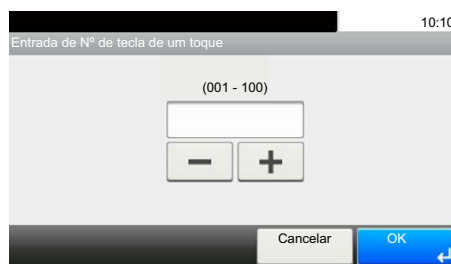 10:10
Entrada de Nº de tecla de um toque
(001 - 100)
Cancelar
OK